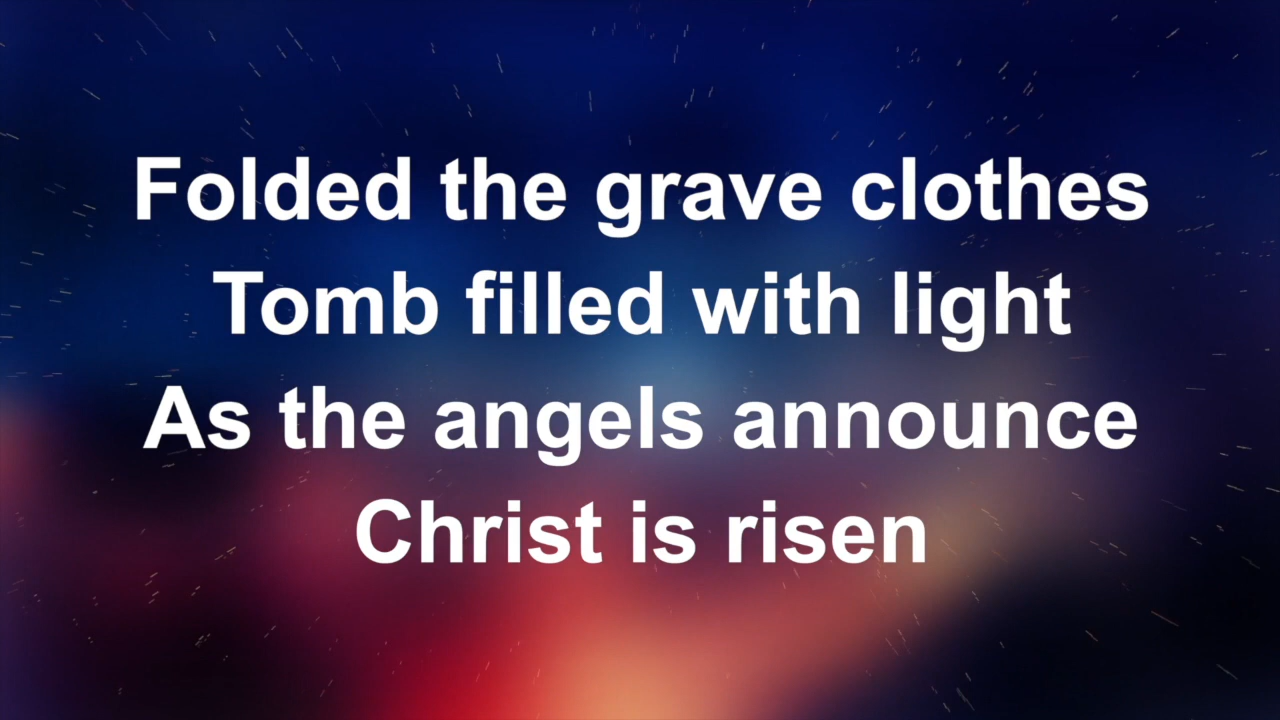 Folded the grave clothes
Tomb filled with light
As the angels announce
Christ is risen